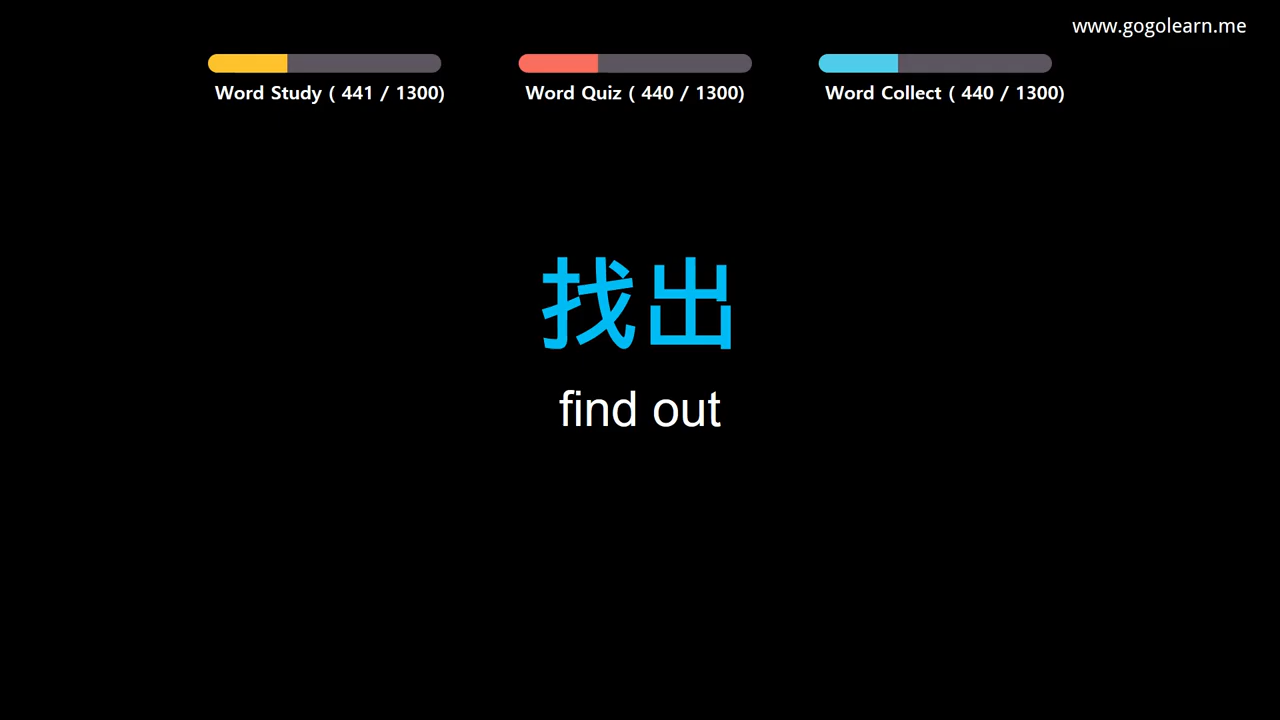 www.gogolearn.me
Word Study ( 441 / 1300)
Word Quiz ( 440 / 1300)
Word Collect ( 440 / 1300)
找出
find out